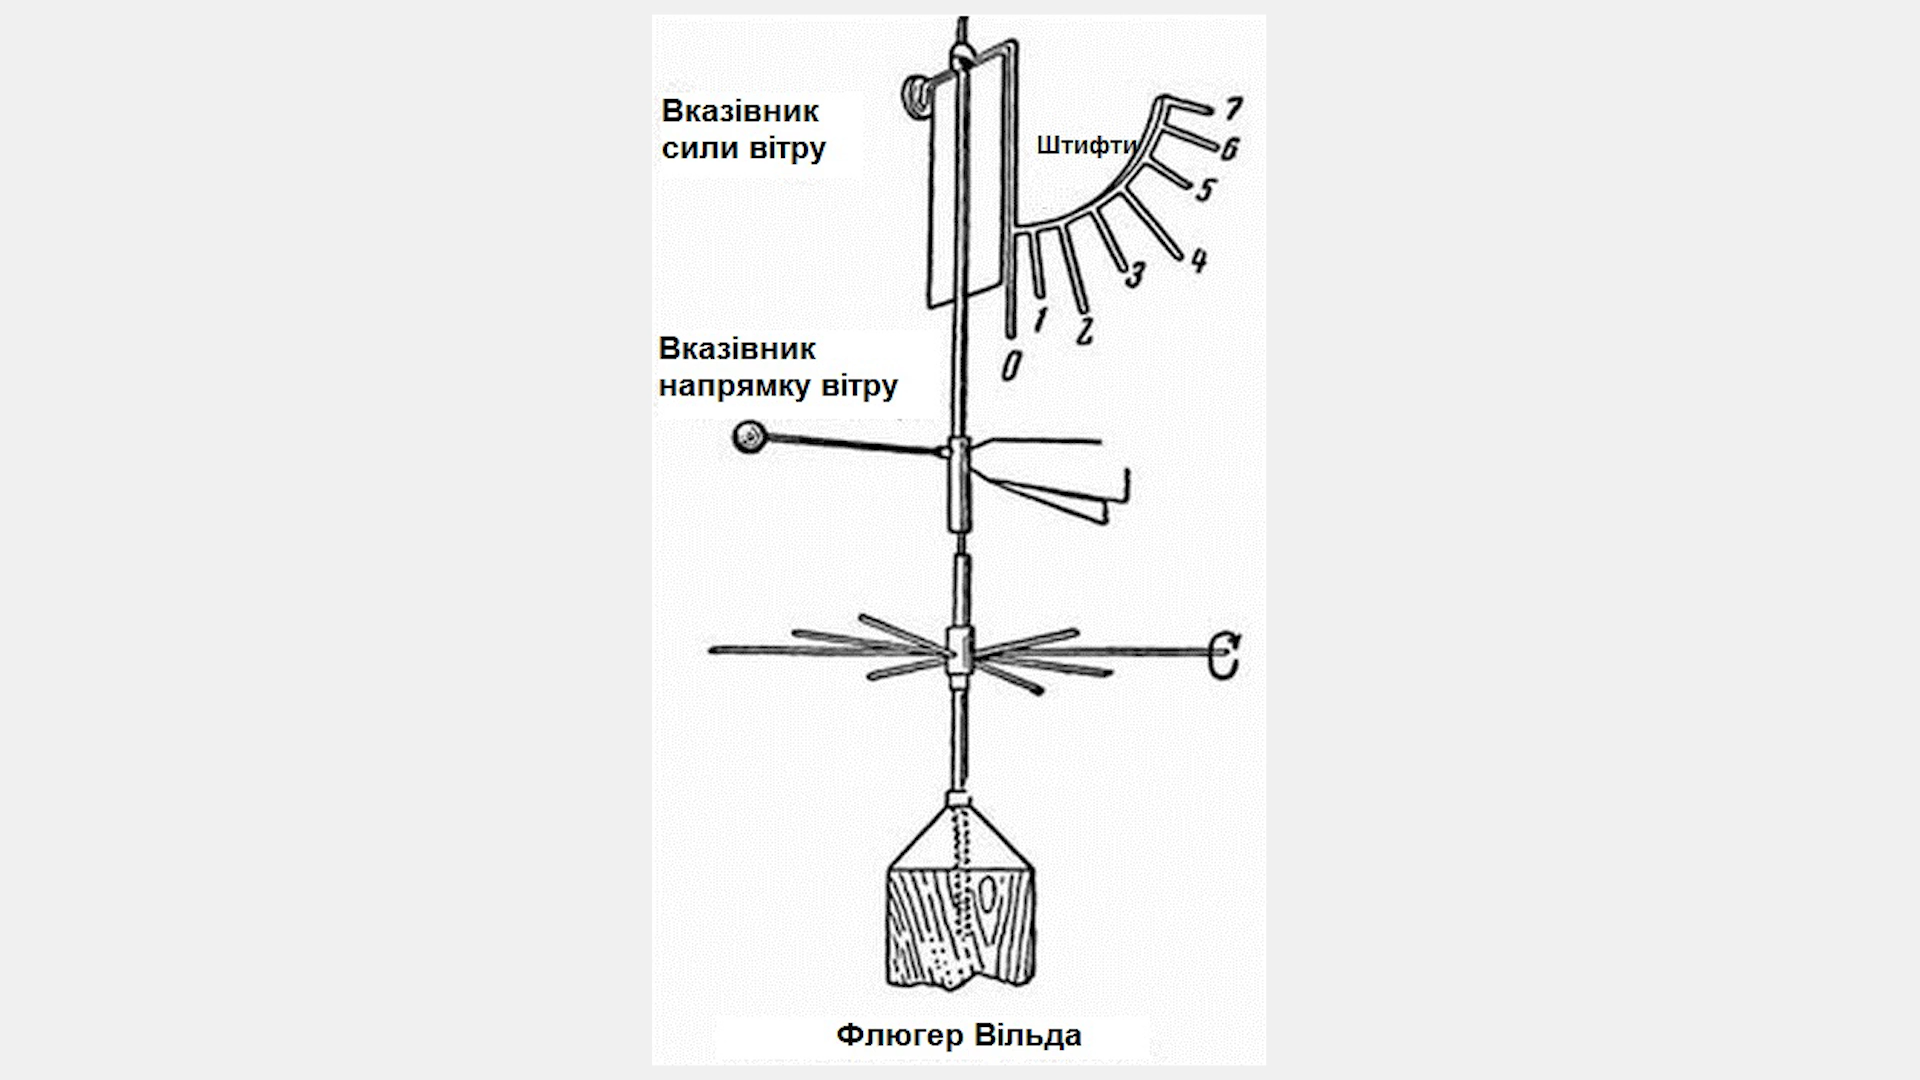 Вказівник
сили вітру
Штифти
7
6
5
4
3
2
1
0
Вказівник
напрямку вітру
С
Флюгер Вільда